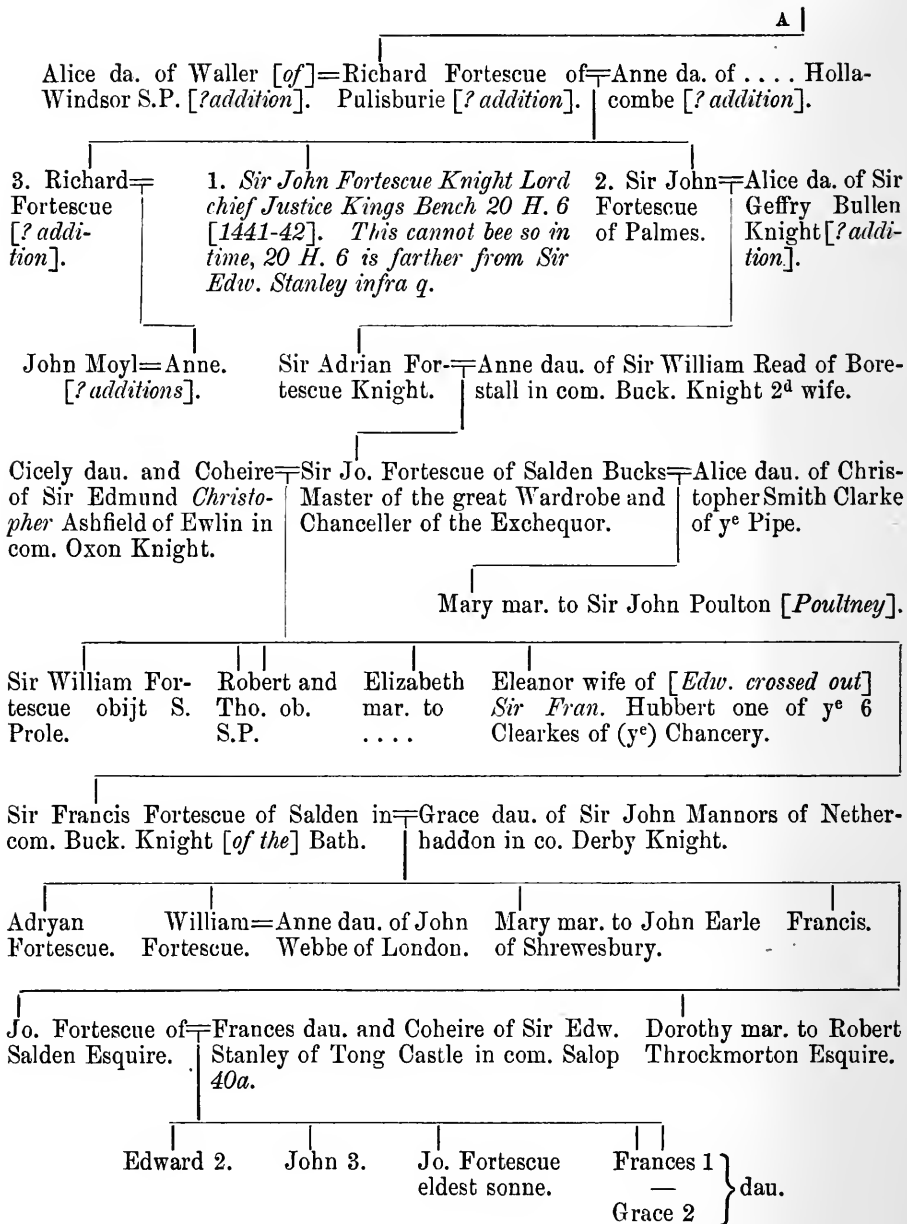 A
Alice da. of Waller [of]=Richard Fortescue of=Anne da. of .... Holla-
Windsor S.P. [?addition]. Pulisburie [?addition]. combe [?addition].
3. Richard=
Fortescue
[?addi-
tion].
1. Sir John Fortescue Knight Lord
chief Justice Kings Bench 20 H. 6
[1441-42]. This cannot bee so in
time, 20 H. 6 is farther from Sir
Edw. Stanley infra q.
2. Sir John=
Fortescue
of Palmes.
Alice da. of Sir
Geffry Bullen
Knight [?addi-
tion].
John Moyl=Anne.
[?additions].
Sir Adrian For-=Anne dau. of Sir William Read of Bore-
tescue Knight. stall in com. Buck. Knight 2d wife.
Cicely dau. and Coheire=
of Sir Edmund Christo-
pher Ashfield of Ewlin in
com. Oxon Knight.
Sir Jo. Fortescue of Salden Bucks=
Master of the great Wardrobe and
Chanceller of the Exchequor.
Alice dau. of Chris-
topher Smith Clarke
of ye Pipe.
Mary mar. to Sir John Poulton [Poultney].
Sir William For-
tescue obijt S.
Prole.
Robert and
Tho. ob.
S.P.
Elizabeth
mar. to
....
Eleanor wife of [Edw. crossed out]
Sir Fran. Hubbert one of ye 6
Clearkes of (ye) Chancery.
Sir Francis Fortescue of Salden in=Grace dau. of Sir John Mannors of Nether-
com. Buck. Knight [of the] Bath. haddon in co. Derby Knight.
Adryan
Fortescue.
William=Anne dau. of John
Fortescue. Webbe of London.
Mary mar. to John Earle
of Shrewesbury.
Francis.
Jo. Fortescue of=
Salden Esquire.
Frances dau. and Coheire of Sir Edw.
Stanley of Tong Castle in com. Salop
40a.
Dorothy mar. to Robert
Throckmorton Esquire.
Edward 2.
John 3.
Jo. Fortescue
eldest sonne.
Frances 1
—
Grace 2
} dau.